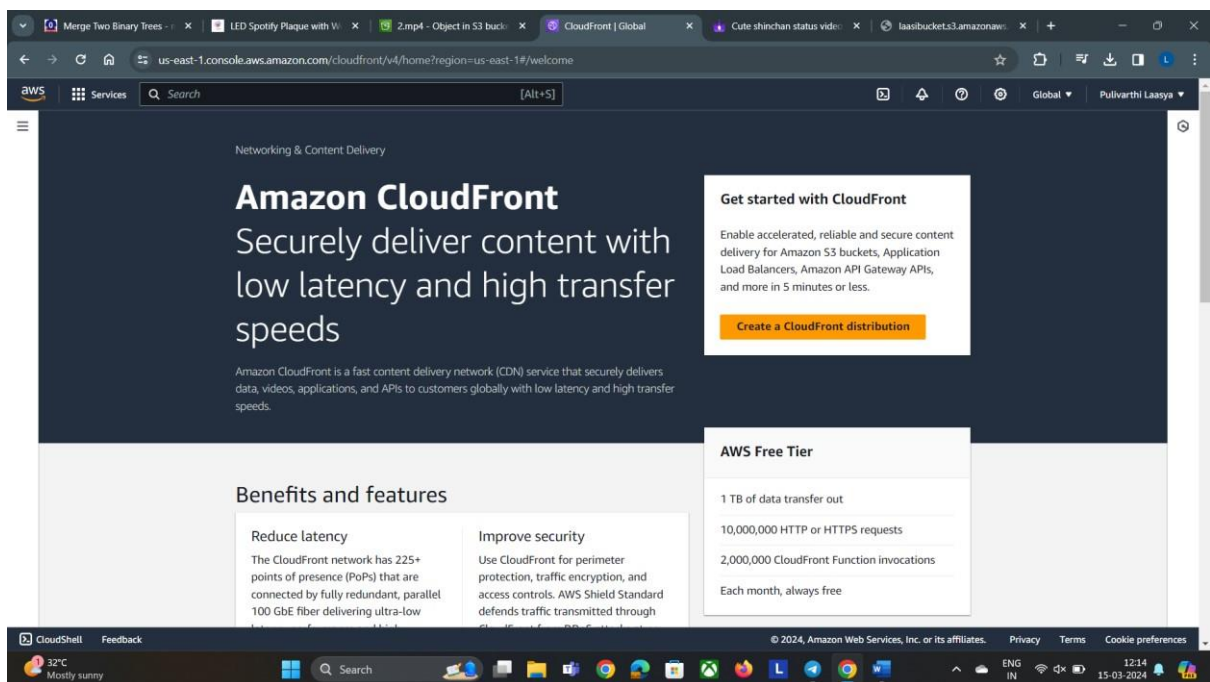 Merge Two Binary Trees - r
LED Spotify Plaque with W
2.mp4 - Object in S3 bucke
CloudFront | Global
Cute shinchan status video
laasibucket.s3.amazonaws.
us-east-1.console.aws.amazon.com/cloudfront/v4/home?region=us-east-1#/welcome
L
aws
Services
Search
[Alt+S]
Global
Pulivarthi Laasya
Networking & Content Delivery
Amazon CloudFront
Securely deliver content with
low latency and high transfer
speeds
Amazon CloudFront is a fast content delivery network (CDN) service that securely delivers
data, videos, applications, and APIs to customers globally with low latency and high transfer
speeds.
Get started with CloudFront
Enable accelerated, reliable and secure content
delivery for Amazon S3 buckets, Application
Load Balancers, Amazon API Gateway APIs,
and more in 5 minutes or less.
Create a CloudFront distribution
AWS Free Tier
1 TB of data transfer out
10,000,000 HTTP or HTTPS requests
2,000,000 CloudFront Function invocations
Each month, always free
Benefits and features
Reduce latency
The CloudFront network has 225+
points of presence (PoPs) that are
connected by fully redundant, parallel
100 GbE fiber delivering ultra-low
Improve security
Use CloudFront for perimeter
protection, traffic encryption, and
access controls. AWS Shield Standard
defends traffic transmitted through
CloudShell
Feedback
© 2024, Amazon Web Services, Inc. or its affiliates.
Privacy
Terms
Cookie preferences
1
32°C
Mostly sunny
Search
L
ENG
IN
12:14
15-03-2024